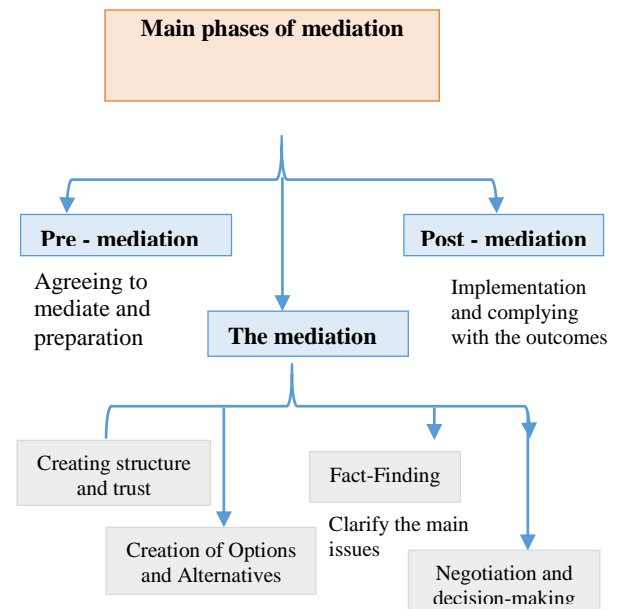 Main phases of mediation
Pre - mediation
Post - mediation
Agreeing to
mediate and
preparation
Implementation
and complying
with the outcomes
The mediation
Creating structure
and trust
Fact-Finding
Clarify the main
issues
Creation of Options
and Alternatives
Negotiation and
decision-making